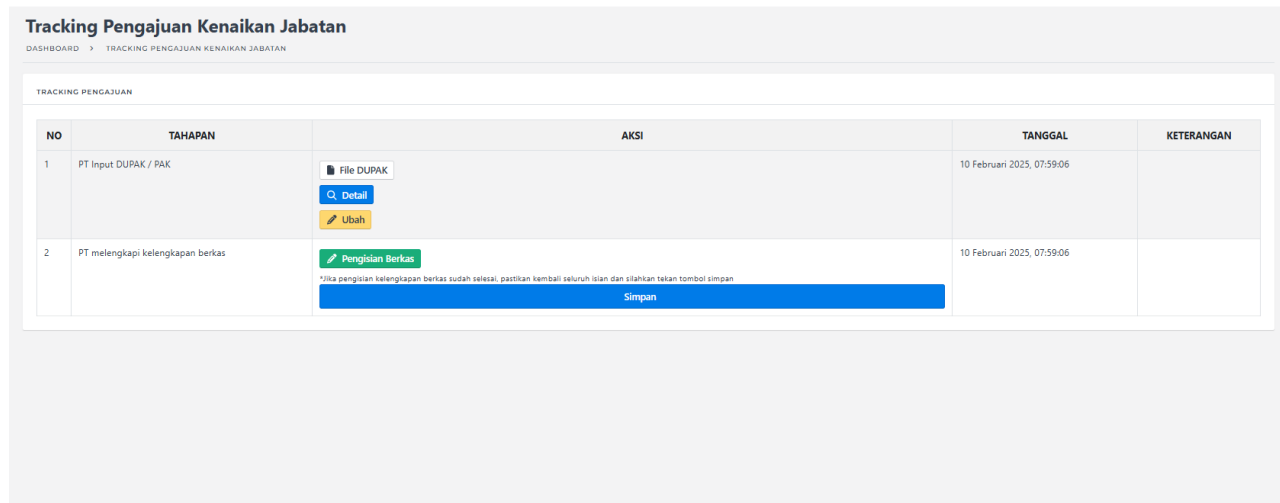 Tracking Pengajuan Kenaikan Jabatan
DASHBOARD > TRACKING PENGAJUAN KENAIKAN JABATAN
TRACKING PENGAJUAN
NO TAHAPAN AKSI TANGGAL KETERANGAN
1 PT Input DUPAK / PAK File DUPAK 10 Februari 2025, 07:59:06
Detail
Ubah
2 PT melengkapi kelengkapan berkas Pengisian Berkas 10 Februari 2025, 07:59:06
*Jika pengisian kelengkapan berkas sudah selesai, pastikan kembali seluruh isian dan silahkan tekan tombol simpan
Simpan